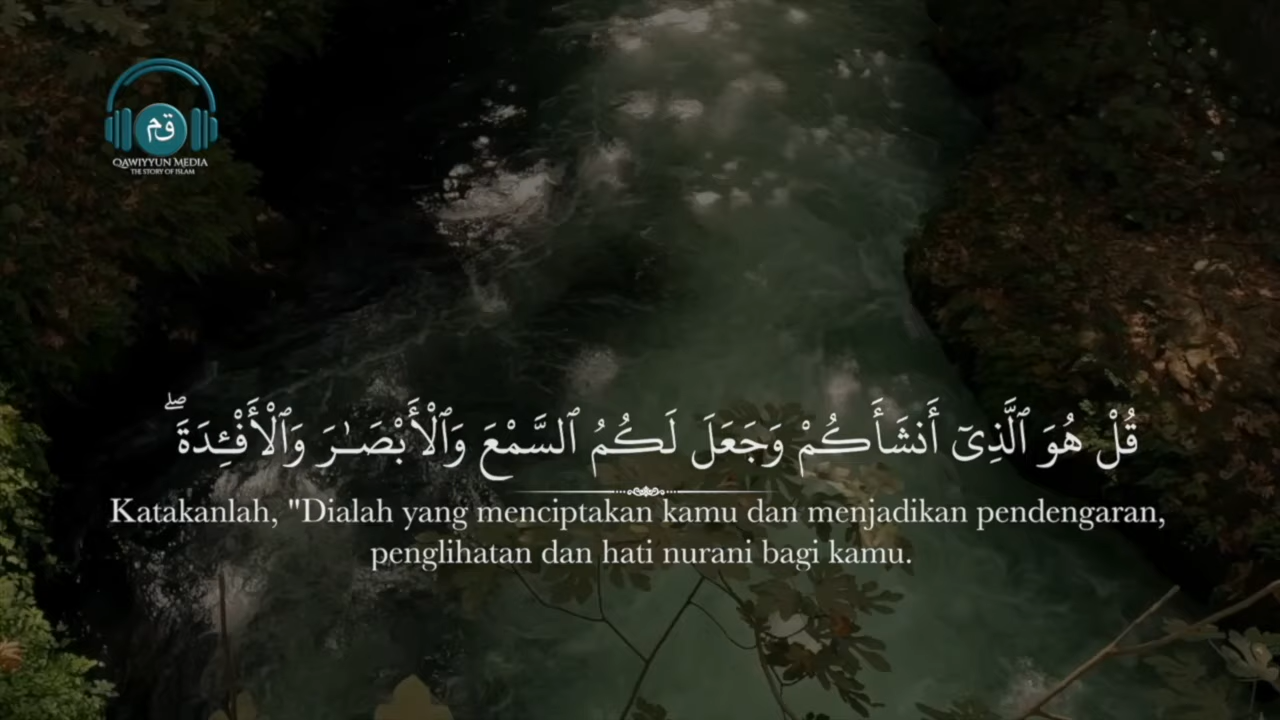 قم
QAWIYYUN MEDIA
THE STORY OF ISLAM
قُلْ هُوَ ٱلَّذِىٓ أَنشَأَكُمْ وَجَعَلَ لَكُمُ ٱلسَّمْعَ وَٱلْأَبْصَـٰرَ وَٱلْأَفْـِٔدَةَ ۖ
Katakanlah, "Dialah yang menciptakan kamu dan menjadikan pendengaran,
penglihatan dan hati nurani bagi kamu.